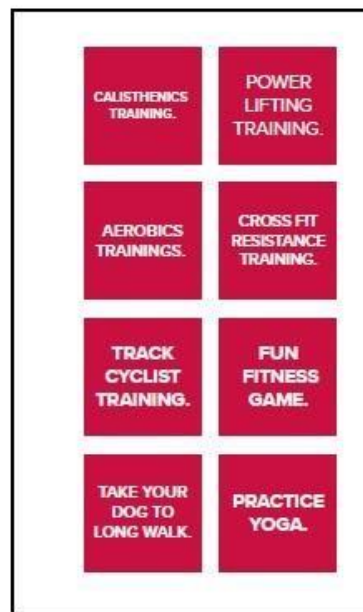 CALISTHENICS
TRAINING.
POWER
LIFTING
TRAINING.
AEROBICS
TRAININGS.
CROSS FIT
RESISTANCE
TRAINING.
TRACK
CYCLIST
TRAINING.
FUN
FITNESS
GAME.
TAKE YOUR
DOG TO
LONG WALK.
PRACTICE
YOGA.